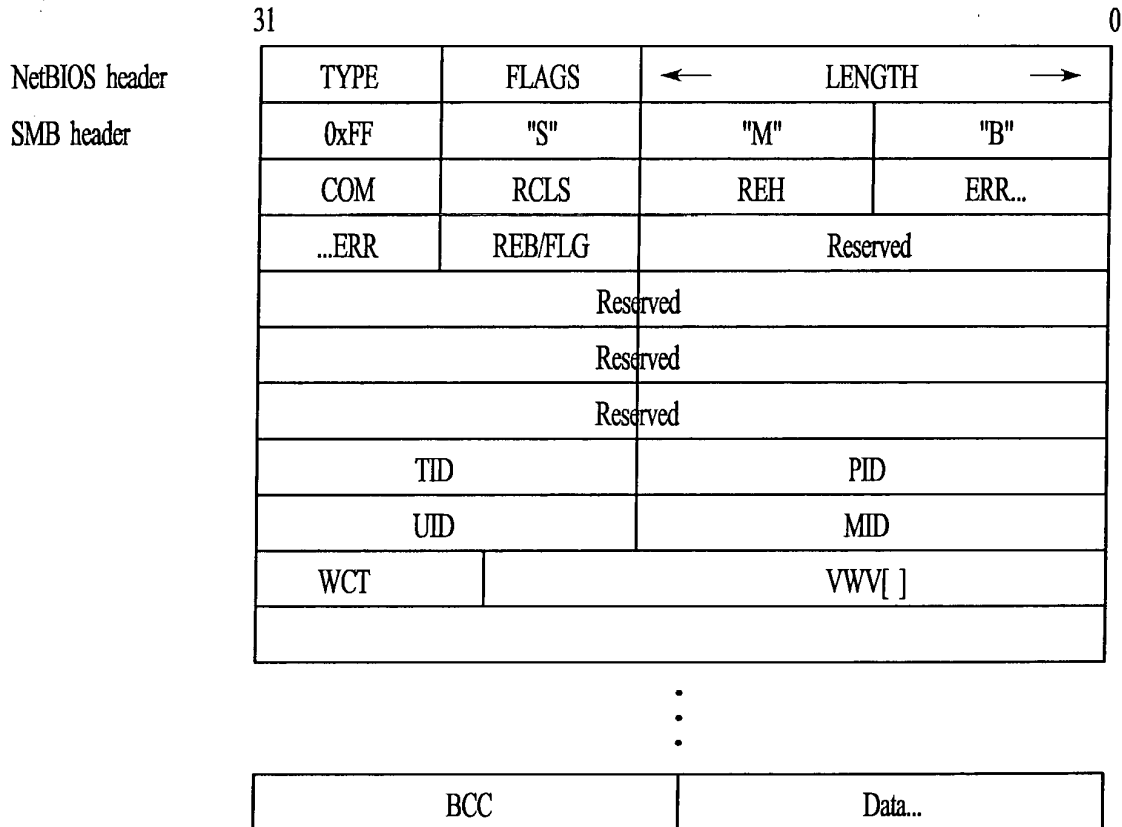 31 0
NetBIOS header TYPE FLAGS LENGTH
SMB header 0xFF "S" "M" "B"
COM RCLS REH ERR...
...ERR REB/FLG Reserved
Reserved
Reserved
Reserved
TID PID
UID MID
WCT VWV[ ]
BCC Data...